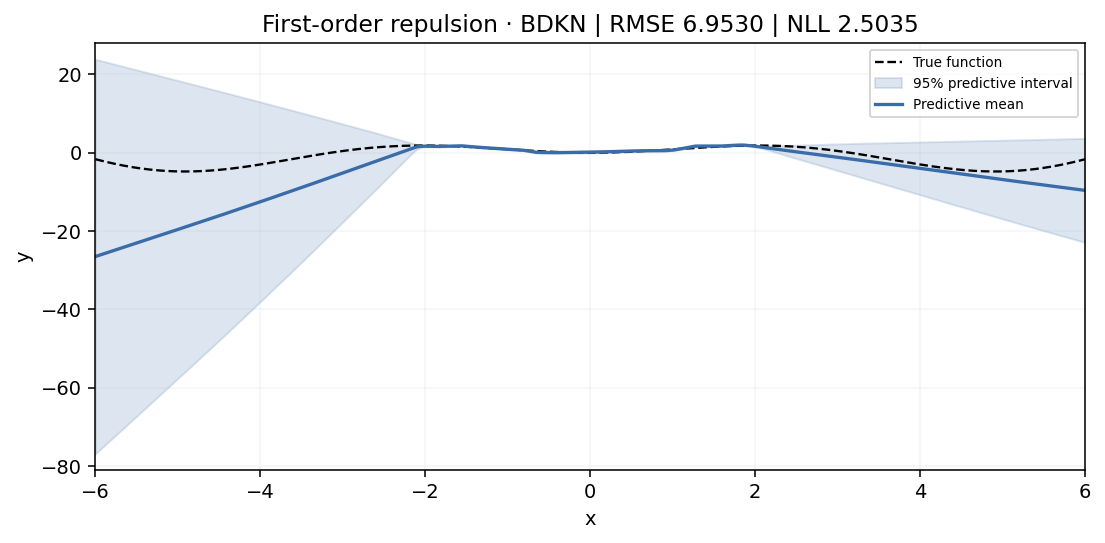 First-order repulsion · BDKN | RMSE 6.9530 | NLL 2.5035
True function
95% predictive interval
Predictive mean
20
0
−20
−40
−60
−80
y
−6
−4
−2
0
2
4
6
x